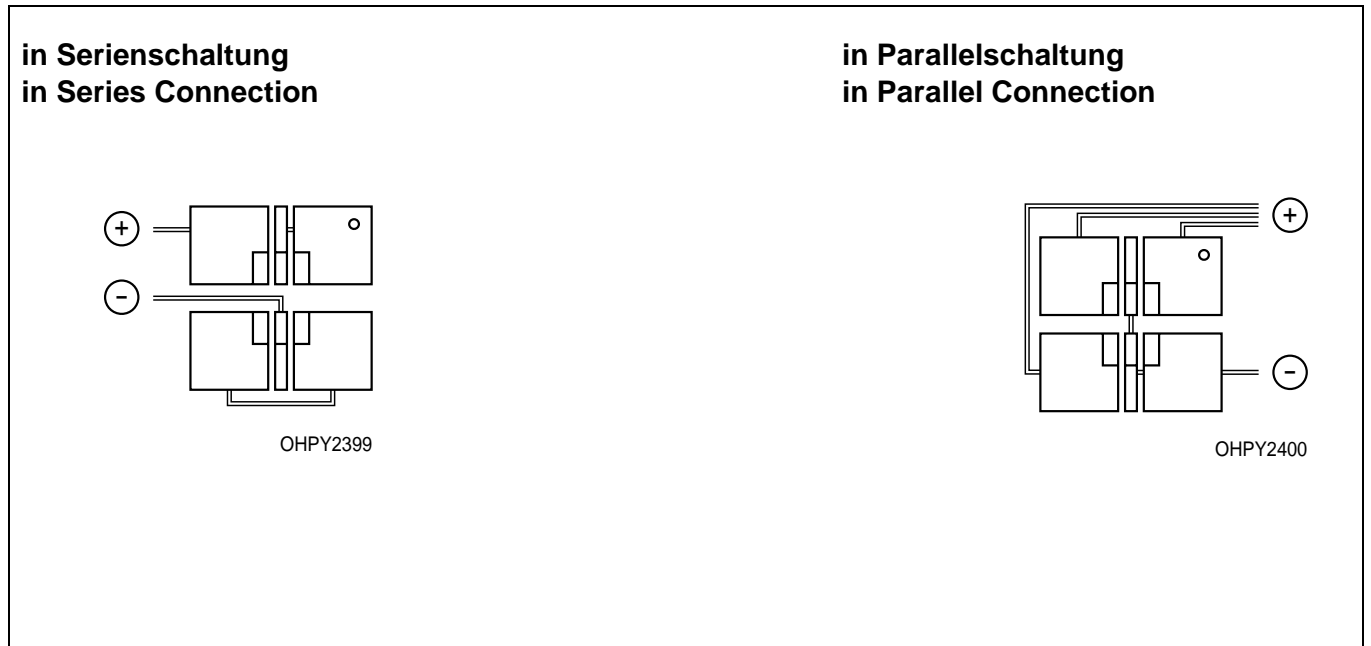 in Serienschaltung
in Series Connection
+
-
OHPY2399
in Parallelschaltung
in Parallel Connection
+
-
OHPY2400